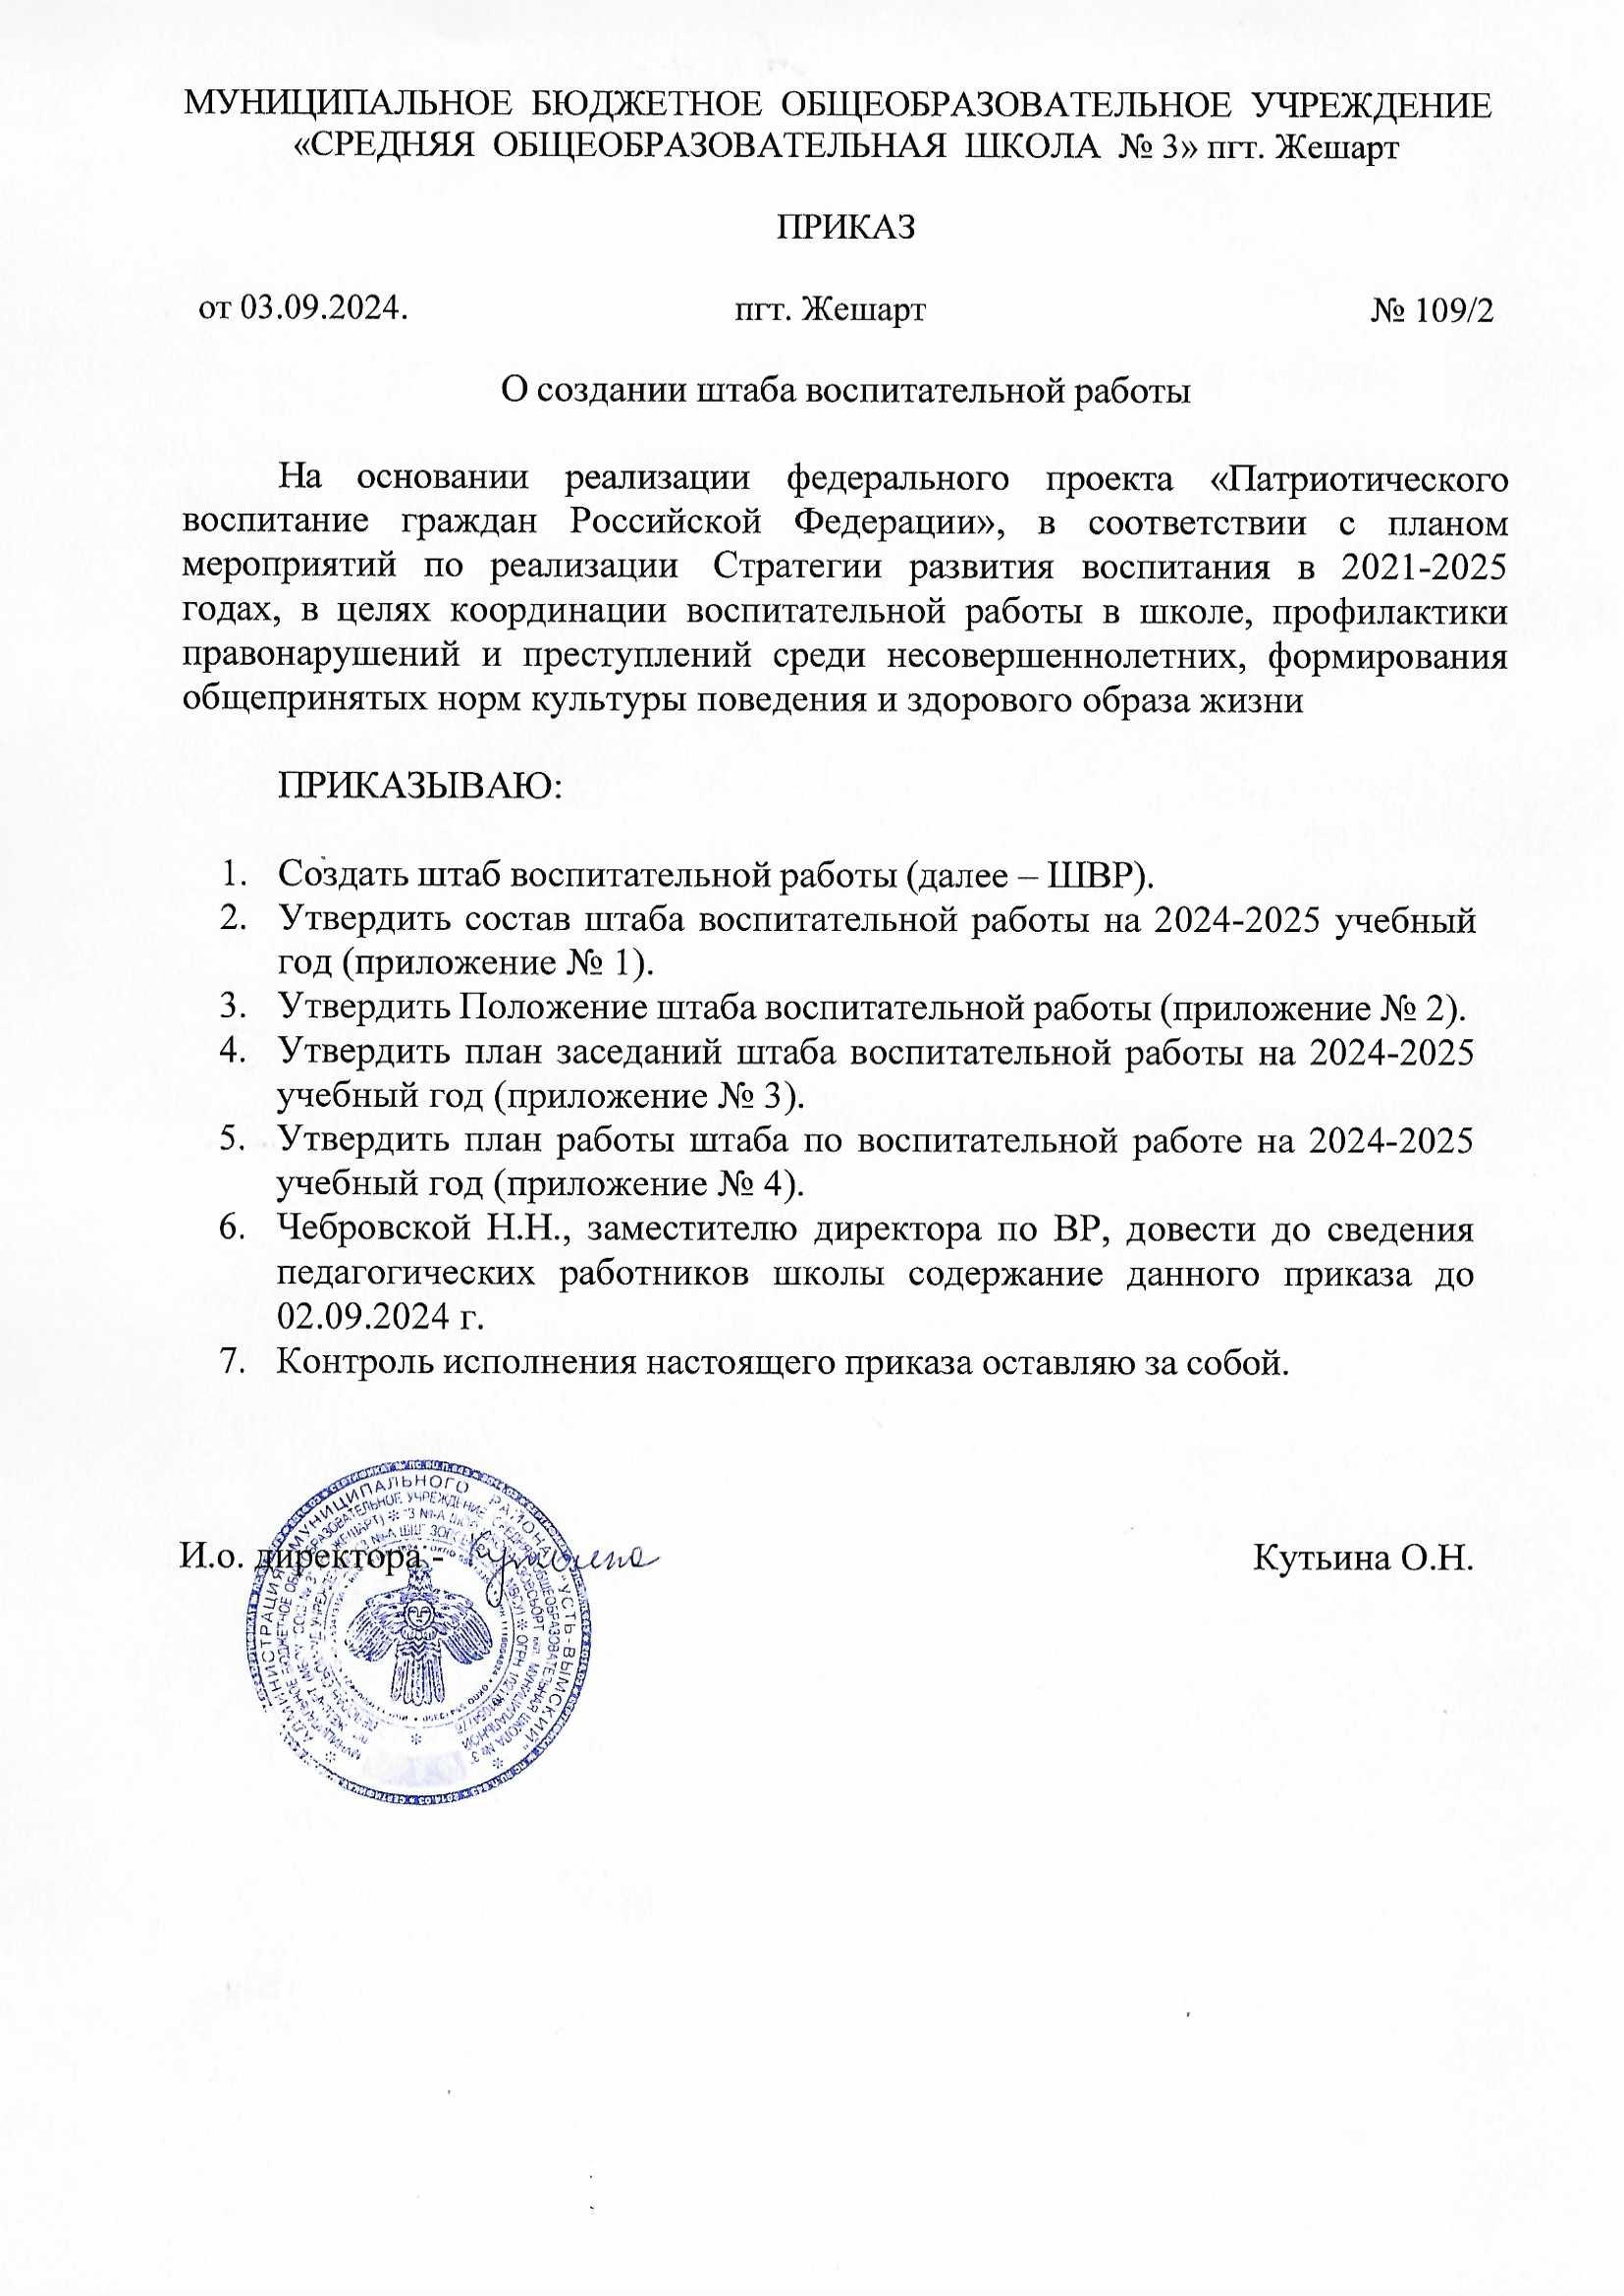 МУНИЦИПАЛЬНОЕ БЮДЖЕТНОЕ ОБЩЕОБРАЗОВАТЕЛЬНОЕ УЧРЕЖДЕНИЕ
«СРЕДНЯЯ ОБЩЕОБРАЗОВАТЕЛЬНАЯ ШКОЛА № 3» пгт. Жешарт
ПРИКАЗ
от 03.09.2024. пгт. Жешарт № 109/2
О создании штаба воспитательной работы
На основании реализации федерального проекта «Патриотического
воспитание граждан Российской Федерации», в соответствии с планом
мероприятий по реализации Стратегии развития воспитания в 2021-2025
годах, в целях координации воспитательной работы в школе, профилактики
правонарушений и преступлений среди несовершеннолетних, формирования
общепринятых норм культуры поведения и здорового образа жизни
ПРИКАЗЫВАЮ:
1. Создать штаб воспитательной работы (далее – ШВР).
2. Утвердить состав штаба воспитательной работы на 2024-2025 учебный
год (приложение № 1).
3. Утвердить Положение штаба воспитательной работы (приложение № 2).
4. Утвердить план заседаний штаба воспитательной работы на 2024-2025
учебный год (приложение № 3).
5. Утвердить план работы штаба по воспитательной работе на 2024-2025
учебный год (приложение № 4).
6. Чебровской Н.Н., заместителю директора по ВР, довести до сведения
педагогических работников школы содержание данного приказа до
02.09.2024 г.
7. Контроль исполнения настоящего приказа оставляю за собой.
И.о. директора - Кутьина О.Н.
АДМИНИСТРАЦИЯ МУНИЦИПАЛЬНОГО РАЙОНА "УСТЬ-ВЫМСКИЙ"